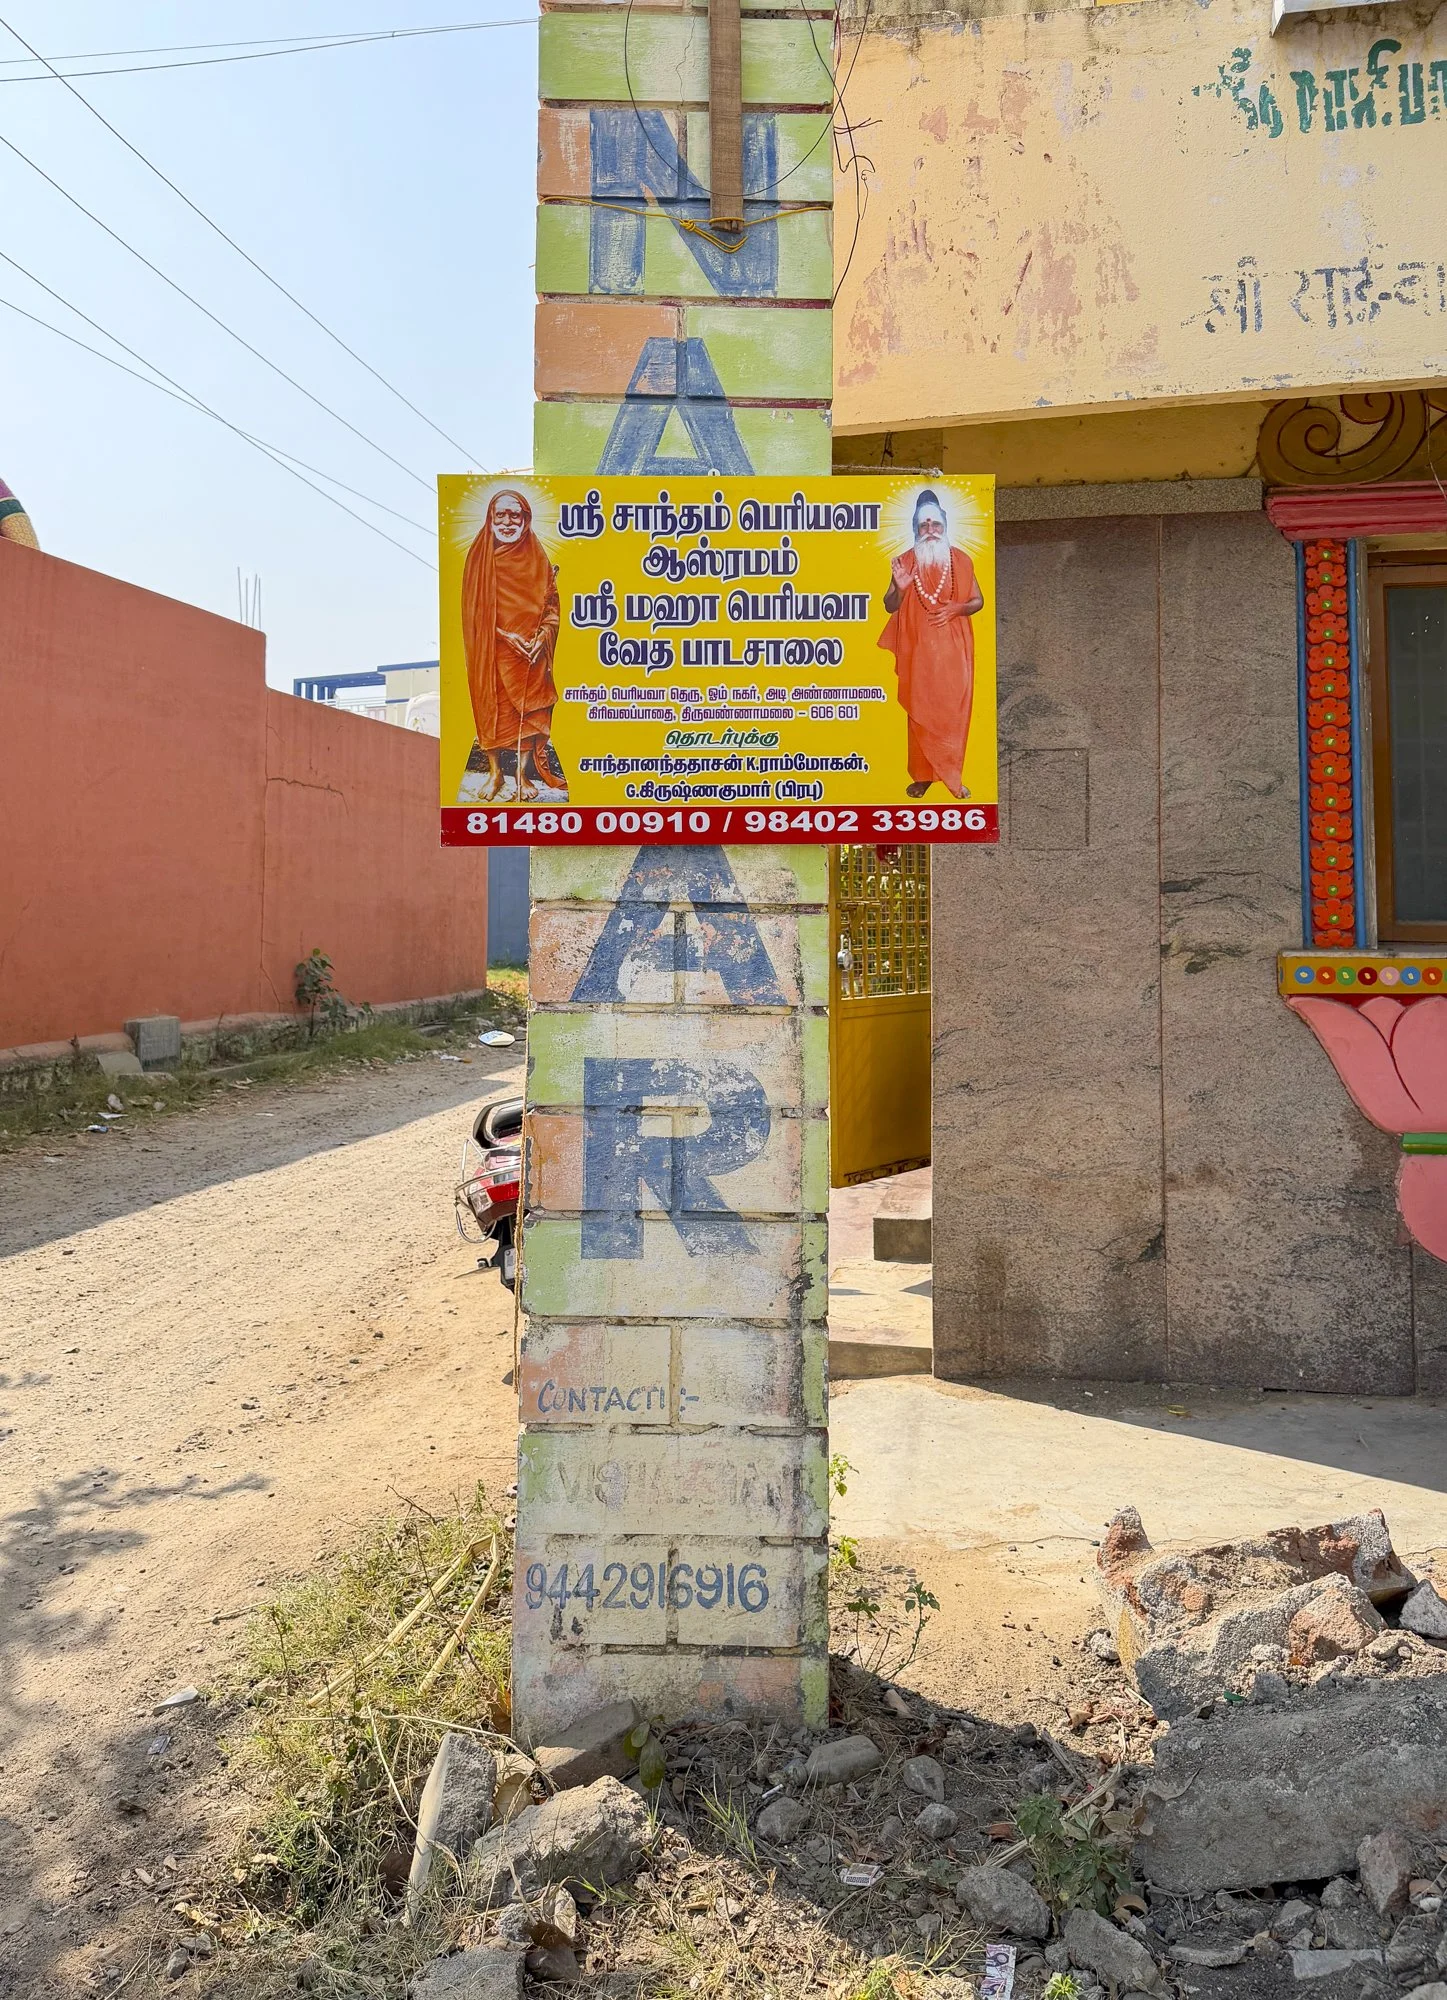 N
A
ஸ்ரீ சாந்தம் பெரியவா
ஆஸ்ரமம்
ஸ்ரீ மஹா பெரியவா
வேத பாடசாலை
சாந்தம் பெரியவா தெரு, ஓம் நகர், அடி அண்ணாமலை,
கிரிவலப்பாதை, திருவண்ணாமலை - 606 601
தொடர்புக்கு
சாந்தானந்ததாசன் K.ராம்மோகன்,
G.கிருஷ்ணகுமார் (பிரபு)
81480 00910 / 98402 33986
A
R
CONTACT :-
9442916916
श्री साई